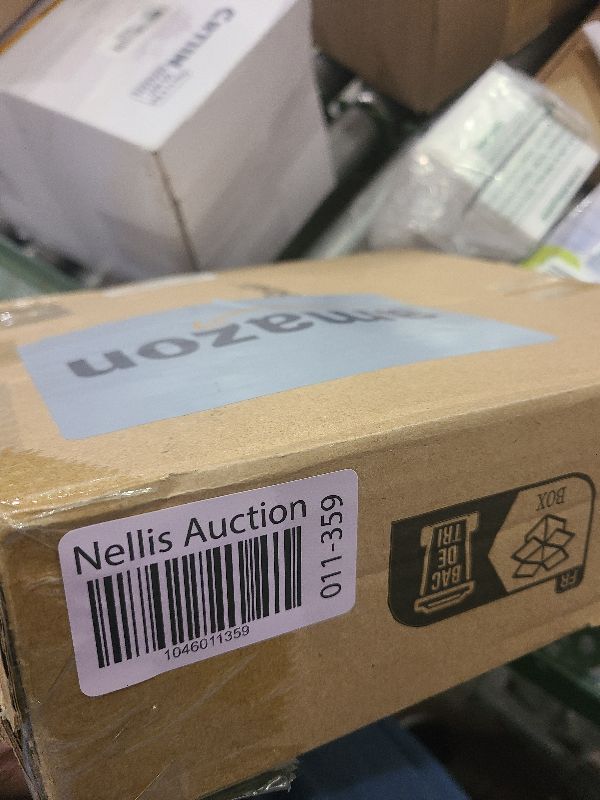 amazon
Nellis Auction
011-359
1046011359
BOX
BAC
DE
TRI
FR